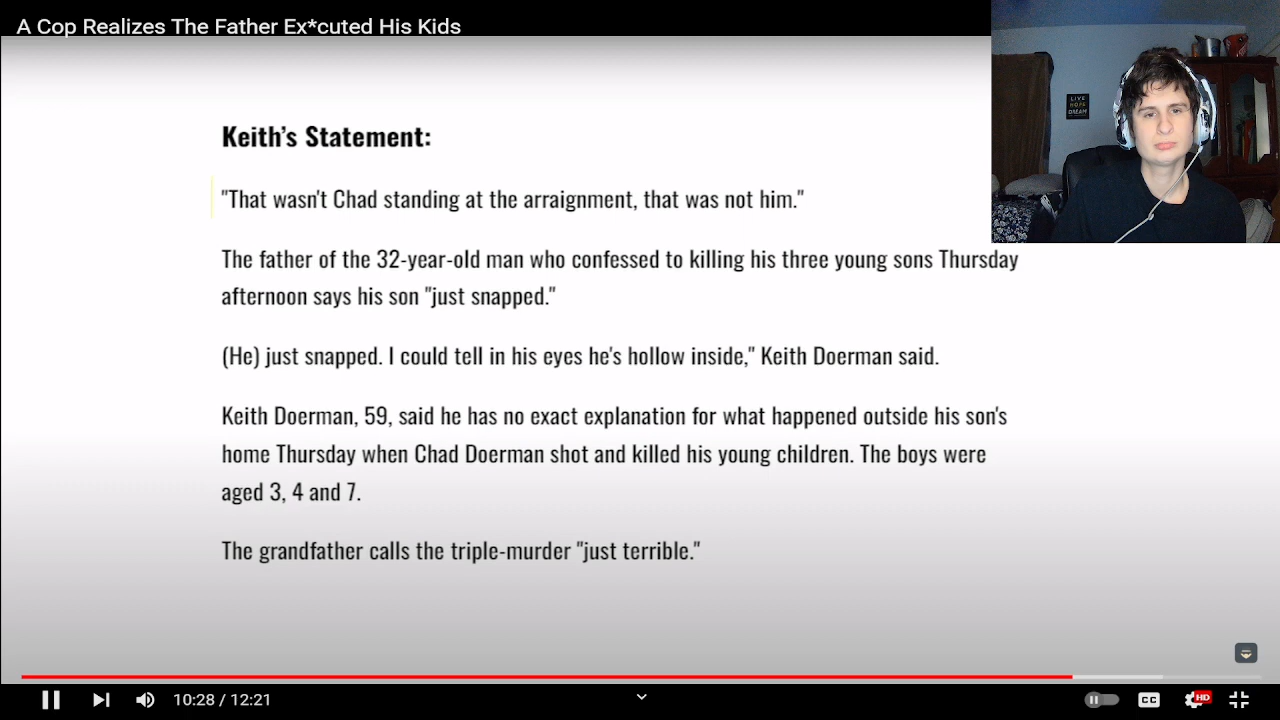 A Cop Realizes The Father Ex*cuted His Kids
LIVE
HOPE
DREAM
Keith's Statement:
"That wasn't Chad standing at the arraignment, that was not him."
The father of the 32-year-old man who confessed to killing his three young sons Thursday
afternoon says his son "just snapped."
(He) just snapped. I could tell in his eyes he's hollow inside," Keith Doerman said.
Keith Doerman, 59, said he has no exact explanation for what happened outside his son's
home Thursday when Chad Doerman shot and killed his young children. The boys were
aged 3, 4 and 7.
The grandfather calls the triple-murder "just terrible."
10:28 / 12:21
CC
HD